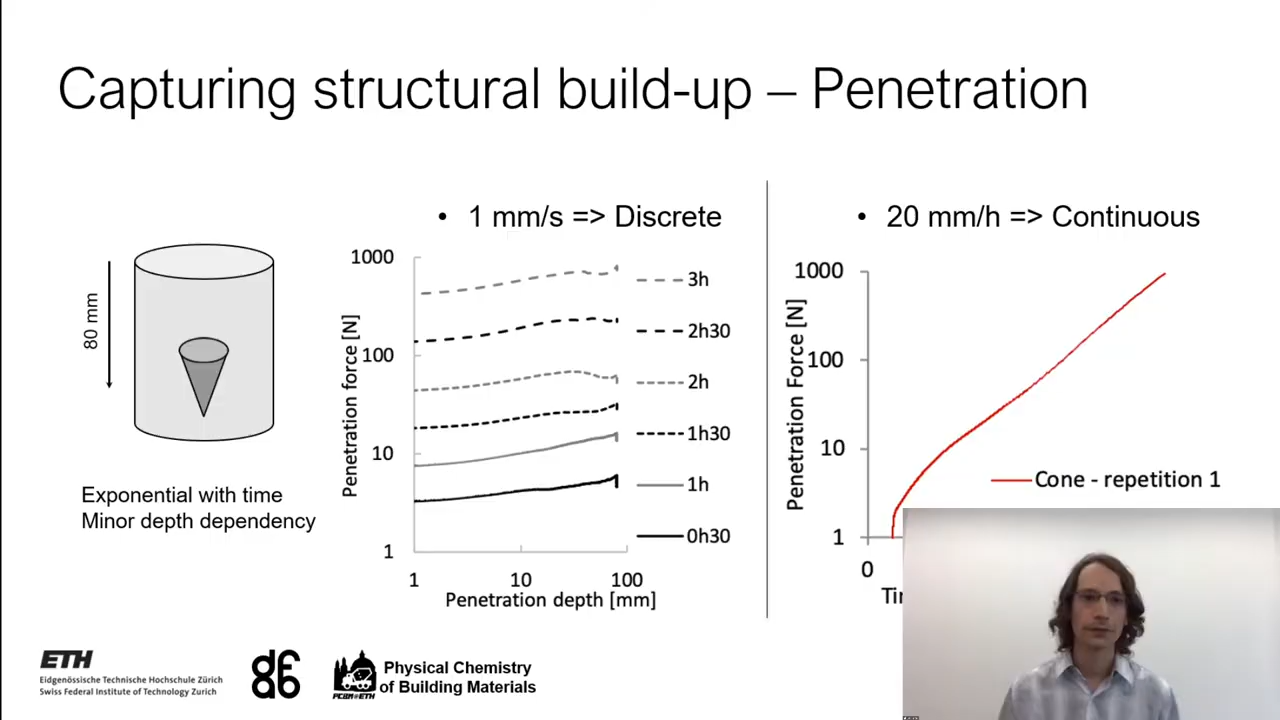 Capturing structural build-up – Penetration
80 mm
Exponential with time
Minor depth dependency
• 1 mm/s => Discrete
Penetration force [N]
1000
100
10
1
1
10
100
Penetration depth [mm]
3h
2h30
2h
1h30
1h
0h30
• 20 mm/h => Continuous
Penetration Force [N]
1000
100
10
1
0
Cone - repetition 1
ETH
Eidgenössische Technische Hochschule Zürich
Swiss Federal Institute of Technology Zurich
dfab
PCBM@ETH
Physical Chemistry
of Building Materials